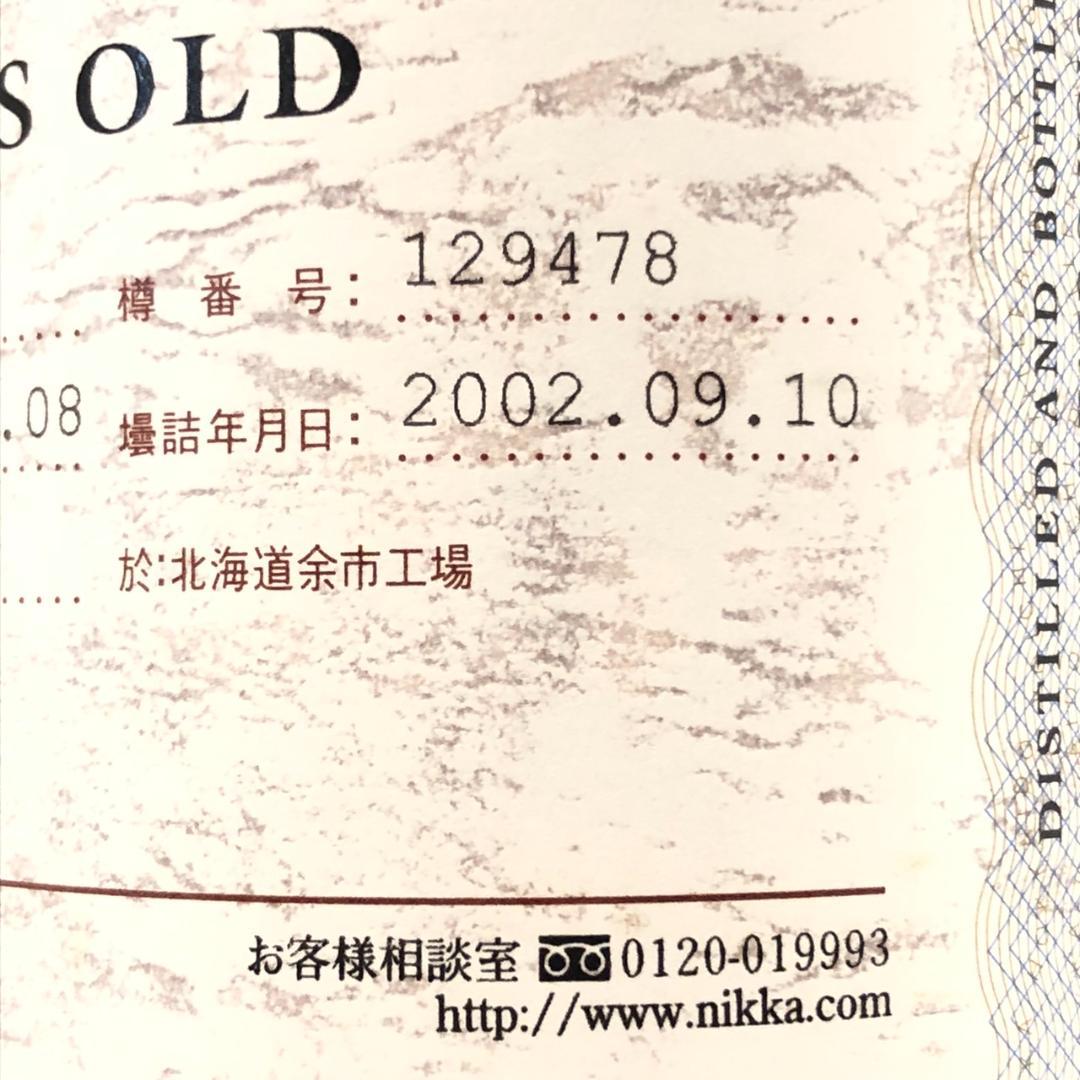 S OLD
樽番号: 129478
.08 壜詰年月日: 2002.09.10
於:北海道余市工場
お客様相談室 0120-019993
http://www.nikka.com
DISTILLED AND BOTTL